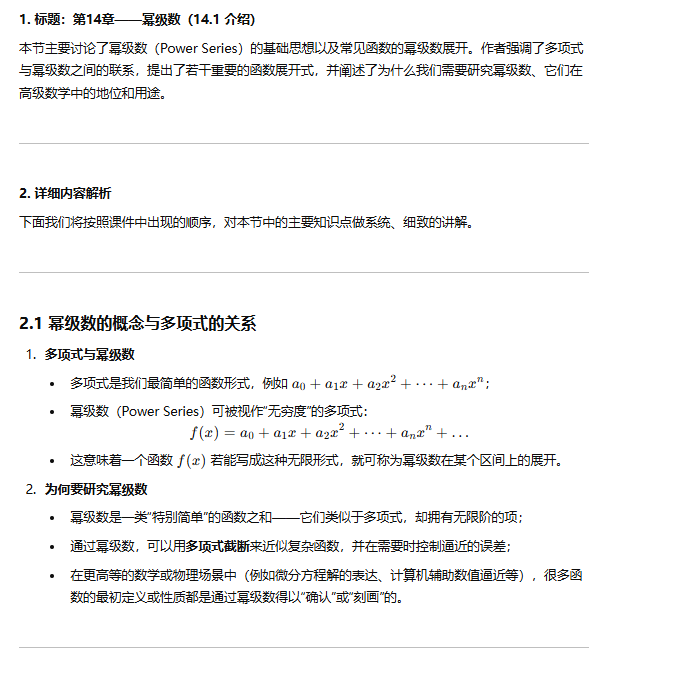 1. 标题：第14章——幂级数（14.1 介绍）
本节主要讨论了幂级数（Power Series）的基础思想以及常见函数的幂级数展开。作者强调了多项式
与幂级数之间的联系，提出了若干重要的函数展开式，并阐述了为什么我们需要研究幂级数、它们在
高级数学中的地位和用途。
2. 详细内容解析
下面我们将按照课件中出现的顺序，对本节中的主要知识点做系统、细致的讲解。
2.1 幂级数的概念与多项式的关系
1. 多项式与幂级数
• 多项式是我们最简单的函数形式，例如 a₀ + a₁x + a₂x² + ⋯ + aₙxⁿ；
• 幂级数（Power Series）可被视作“无穷度”的多项式：
f(x) = a₀ + a₁x + a₂x² + ⋯ + aₙxⁿ + …
• 这意味着一个函数 f(x) 若能写成这种无限形式，就可称为幂级数在某个区间上的展开。
2. 为何要研究幂级数
• 幂级数是一类“特别简单”的函数之和——它们类似于多项式，却拥有无限阶的项；
• 通过幂级数，可以用多项式截断来近似复杂函数，并在需要时控制逼近的误差；
• 在更高等的数学或物理场景中（例如微分方程解的表达、计算机辅助数值逼近等），很多函
数的最初定义或性质都是通过幂级数得以“确认”或“刻画”的。